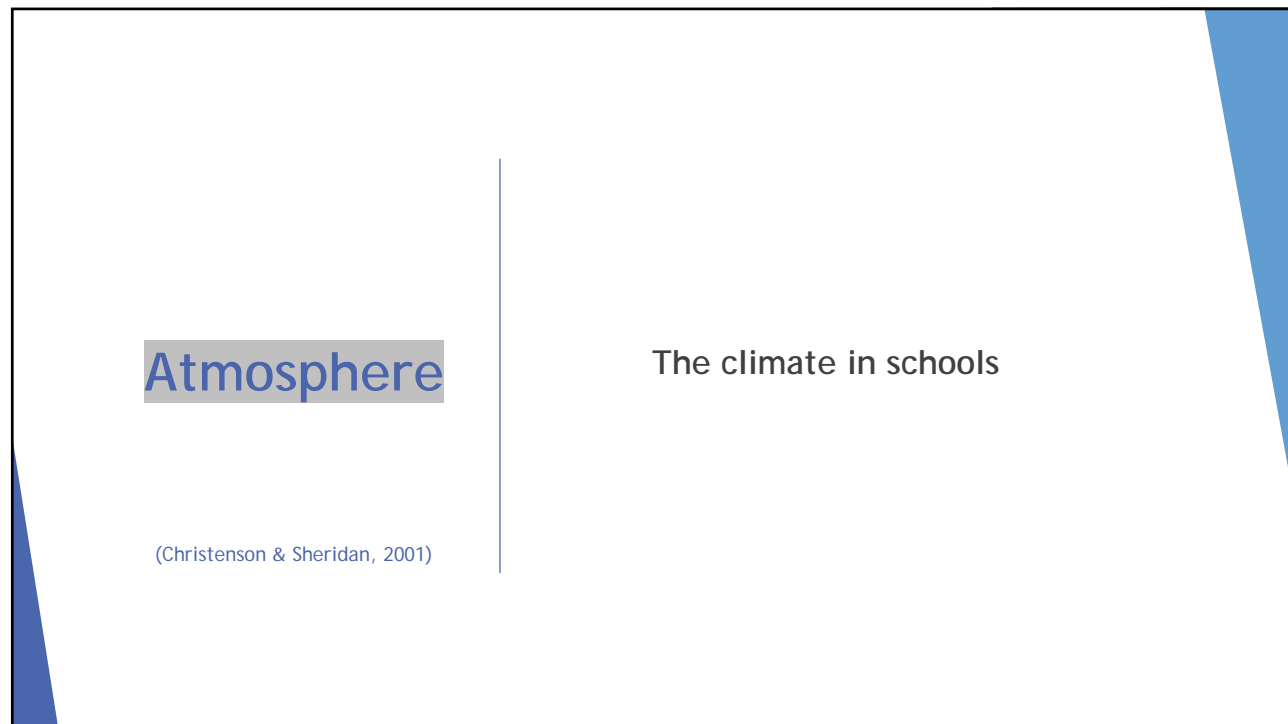 Atmosphere
(Christenson & Sheridan, 2001)
The climate in schools